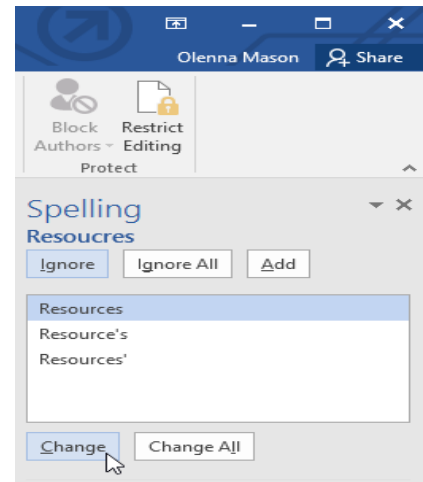 Olenna Mason Share
Block Restrict
Authors Editing
Protect
Spelling
Resoucres
Ignore Ignore All Add
Resources
Resource's
Resources'
Change Change All